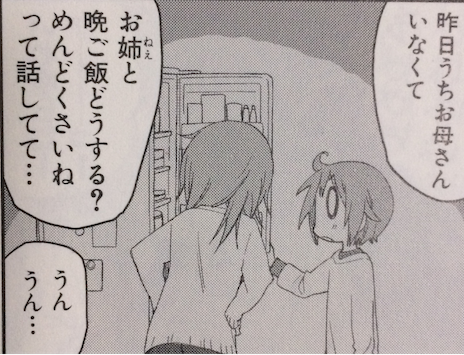 昨日うちお母さん
いなくて
お姉と
ねえ
晩ご飯どうする？
めんどくさいね
って話してて…
うん
うん…